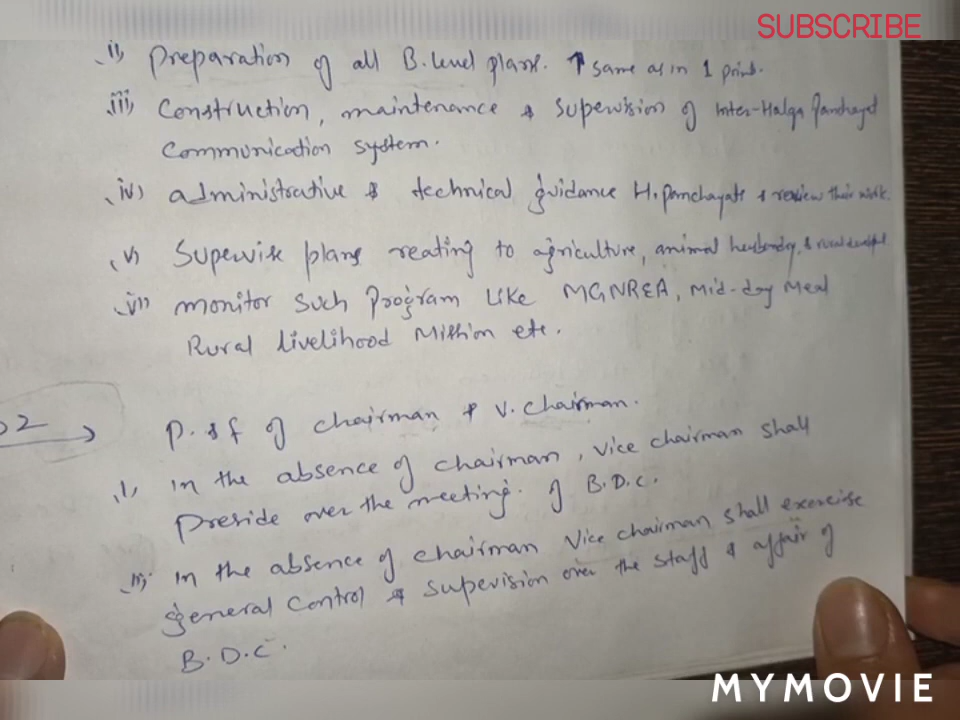 SUBSCRIBE
ii) Preparation of all B. level plans. ↑ same as in 1 point.
iii) Construction, maintenance & supervision of Inter-Halqa Panchayat
Communication system.
iv) administrative & technical guidance H. Panchayats & review their work.
v) Supervise plans reating to agriculture, animal husbandry, & rural
vi) monitor such Program Like MGNREA, Mid-day Meal
Rural livelihood Mission etc.
2 → P. & f of chairman & V. chairman.
i) in the absence of chairman, vice chairman shall
Preside over the meeting. of B.D.C.
ii) in the absence of chairman Vice chairman shall exercise
general Control & supevision over the staff & affair of
B.D.C.
MYMOVIE